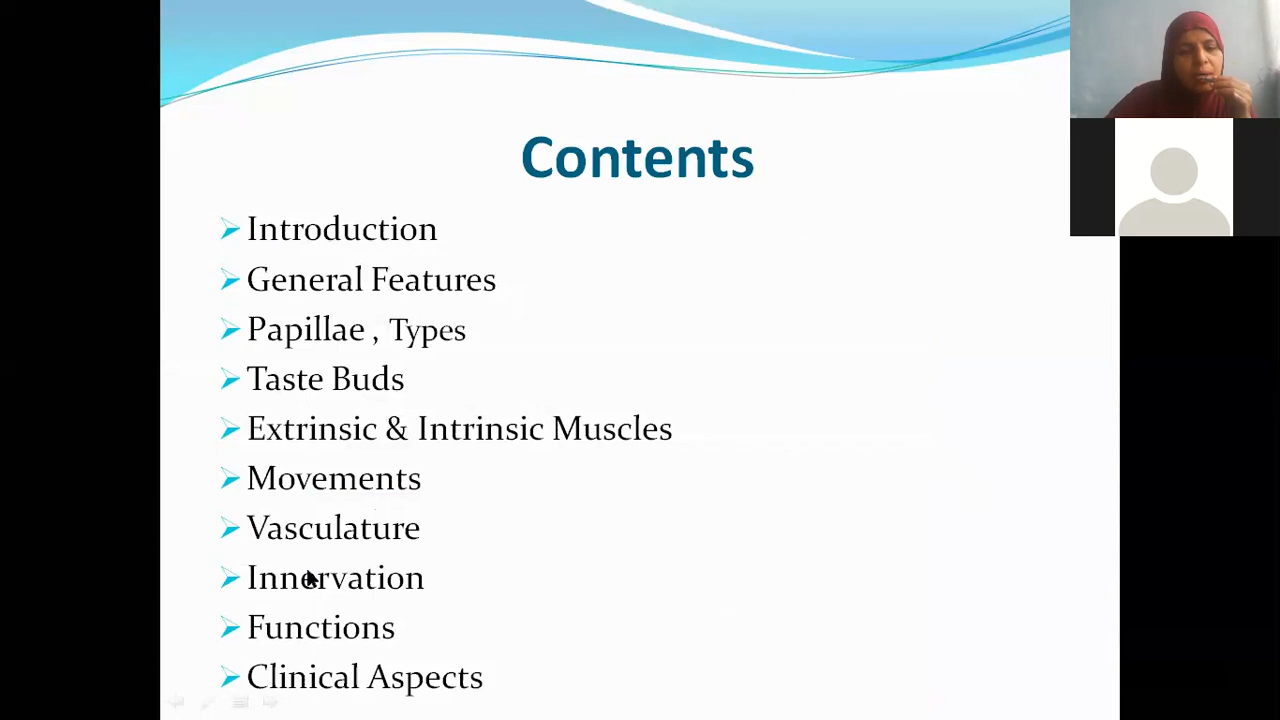 Contents
Introduction
General Features
Papillae , Types
Taste Buds
Extrinsic & Intrinsic Muscles
Movements
Vasculature
Innervation
Functions
Clinical Aspects